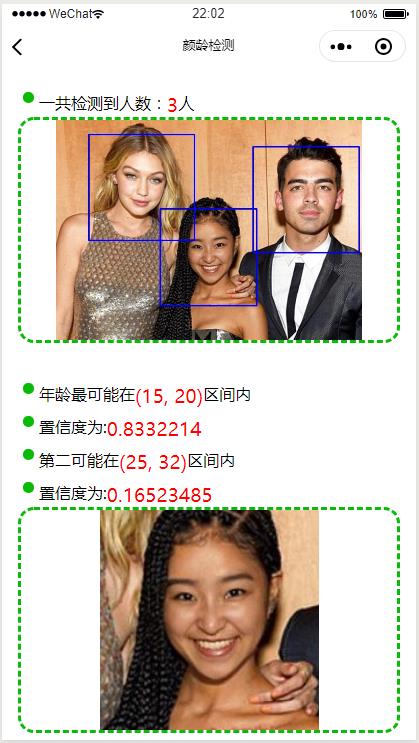 WeChat 22:02 100%
颜龄检测
一共检测到人数：3人
年龄最可能在(15, 20)区间内
置信度为:0.8332214
第二可能在(25, 32)区间内
置信度为:0.16523485